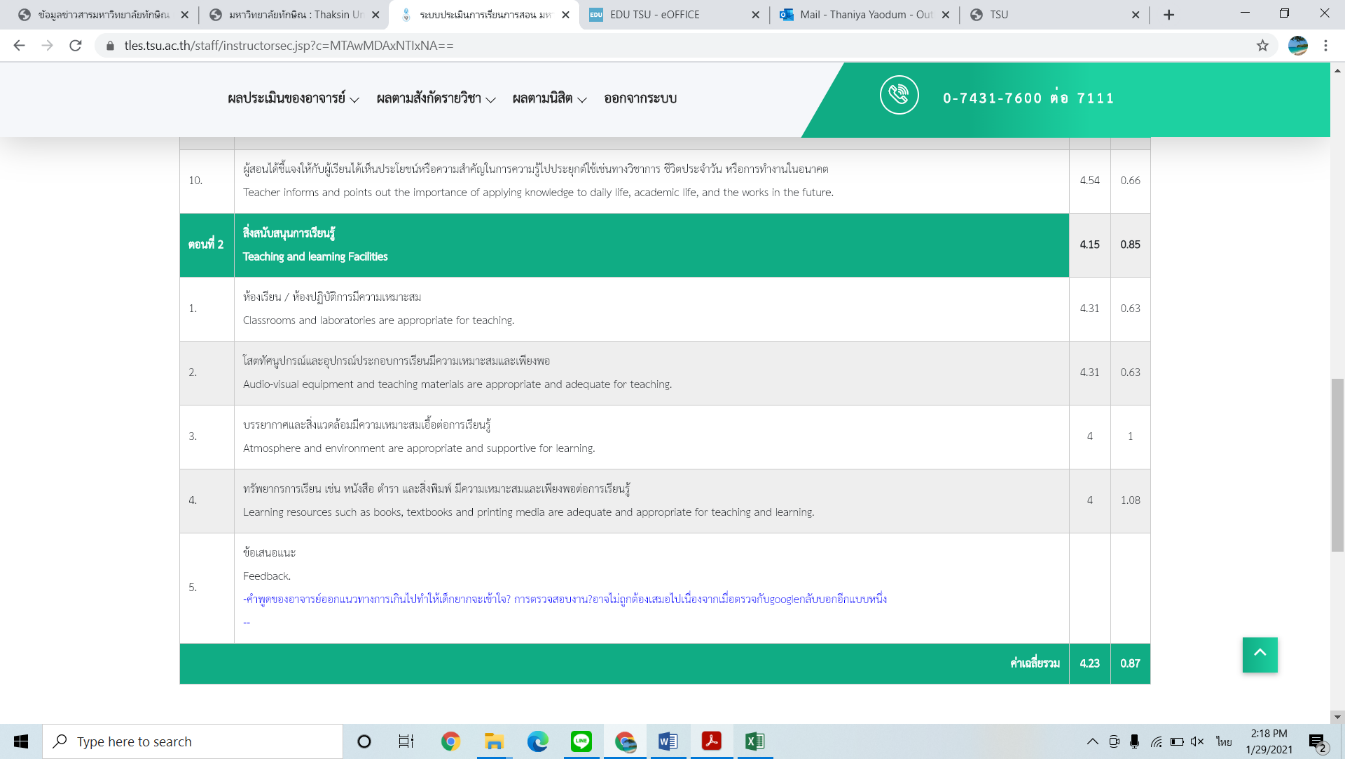 ข้อมูลข่าวสารมหาวิทยาลัยทักษิณ
มหาวิทยาลัยทักษิณ : Thaksin Un
ระบบประเมินการเรียนการสอน มหา
EDU TSU - eOFFICE
Mail - Thaniya Yaodum - Out
TSU
tles.tsu.ac.th/staff/instructorsec.jsp?c=MTAwMDAxNTIxNA==
ผลประเมินของอาจารย์
ผลตามสังกัดรายวิชา
ผลตามนิสิต
ออกจากระบบ
0-7431-7600 ต่อ 7111
10.
ผู้สอนได้ชี้แจงให้กับผู้เรียนได้เห็นประโยชน์หรือความสำคัญในการความรู้ไปประยุกต์ใช้เช่นทางวิชาการ ชีวิตประจำวัน หรือการทำงานในอนาคต
Teacher informs and points out the importance of applying knowledge to daily life, academic life, and the works in the future.
4.54 0.66
ตอนที่ 2
สิ่งสนับสนุนการเรียนรู้
Teaching and learning Facilities
4.15 0.85
1.
ห้องเรียน / ห้องปฏิบัติการมีความเหมาะสม
Classrooms and laboratories are appropriate for teaching.
4.31 0.63
2.
โสตทัศนูปกรณ์และอุปกรณ์ประกอบการเรียนมีความเหมาะสมและเพียงพอ
Audio-visual equipment and teaching materials are appropriate and adequate for teaching.
4.31 0.63
3.
บรรยากาศและสิ่งแวดล้อมมีความเหมาะสมเอื้อต่อการเรียนรู้
Atmosphere and environment are appropriate and supportive for learning.
4 1
4.
ทรัพยากรการเรียน เช่น หนังสือ ตำรา และสิ่งพิมพ์ มีความเหมาะสมและเพียงพอต่อการเรียนรู้
Learning resources such as books, textbooks and printing media are adequate and appropriate for teaching and learning.
4 1.08
5.
ข้อเสนอแนะ
Feedback.
-คำพูดของอาจารย์ออกแนวทางการเกินไปทำให้เด็กยากจะเข้าใจ? การตรวจสอบงาน?อาจไม่ถูกต้องเสมอไปเนื่องจากเมื่อตรวจกับgoogleกลับบอกอีกแบบหนึ่ง
--
ค่าเฉลี่ยรวม 4.23 0.87
Type here to search
ไทย
2:18 PM
1/29/2021
2